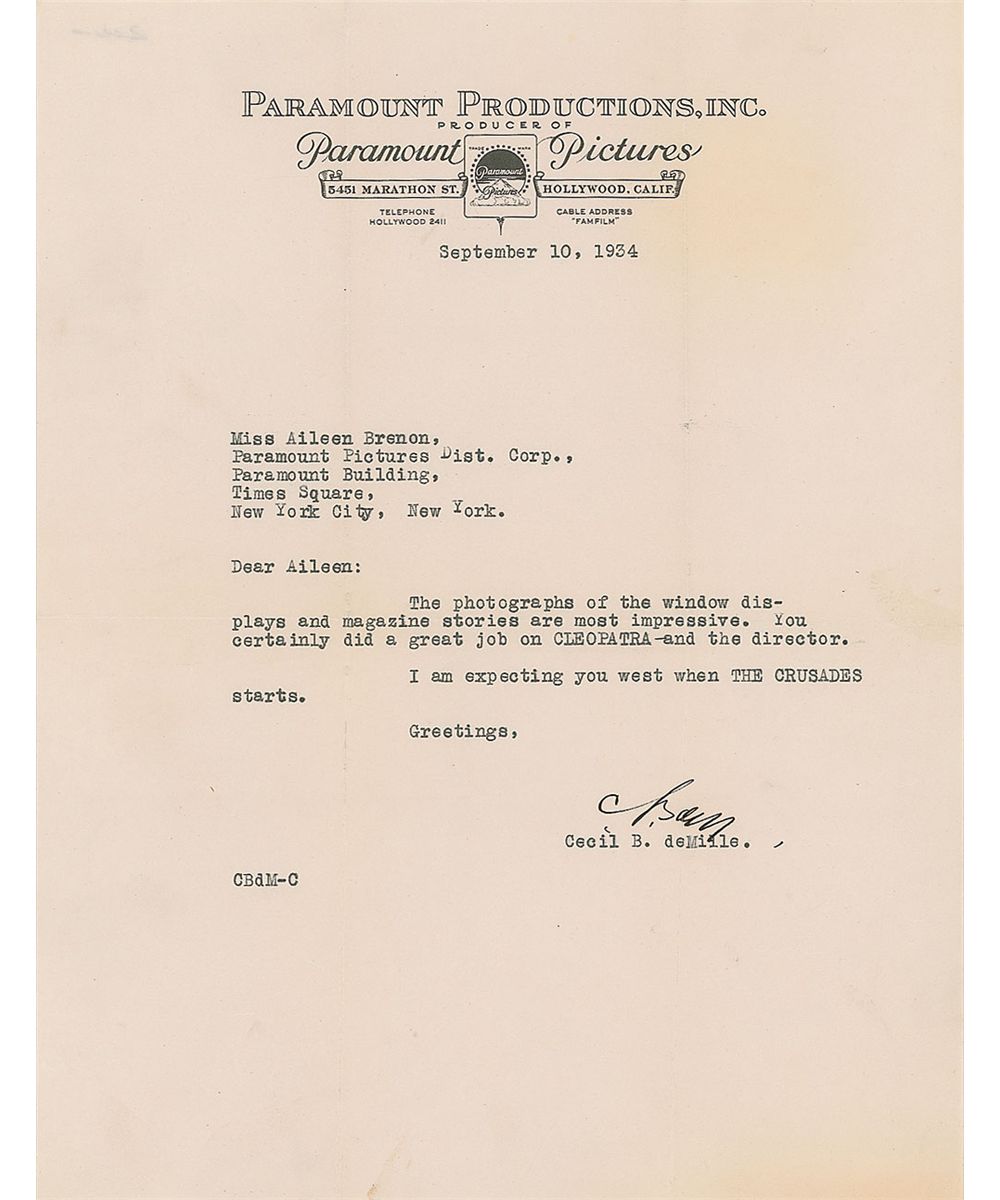 PARAMOUNT PRODUCTIONS, INC.
PRODUCER OF
Paramount Pictures
TRADE MARK
Paramount
Pictures
5451 MARATHON ST. HOLLYWOOD, CALIF.
TELEPHONE
HOLLYWOOD 2411
CABLE ADDRESS
"FAMFILM"
September 10, 1934
Miss Aileen Brenon,
Paramount Pictures Dist. Corp.,
Paramount Building,
Times Square,
New York City, New York.
Dear Aileen:
The photographs of the window dis-
plays and magazine stories are most impressive. You
certainly did a great job on CLEOPATRA-and the director.
I am expecting you west when THE CRUSADES
starts.
Greetings,
Cecil B. deMille.
CBdM-C